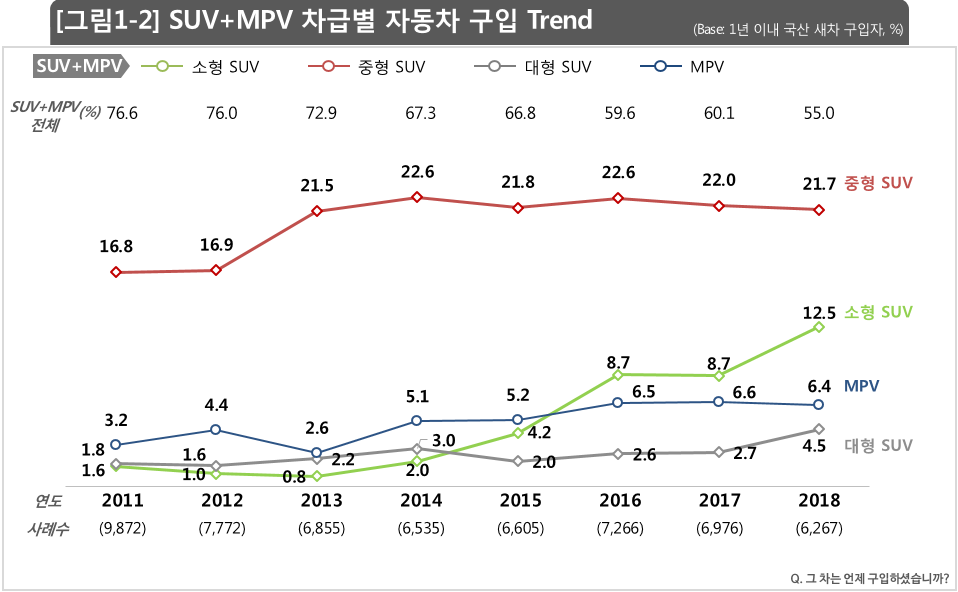 [그림1-2] SUV+MPV 차급별 자동차 구입 Trend
(Base: 1년 이내 국산 새차 구입자, %)
SUV+MPV 소형 SUV 중형 SUV 대형 SUV MPV
SUV+MPV(%) 76.6 76.0 72.9 67.3 66.8 59.6 60.1 55.0
전체
16.8 16.9 21.5 22.6 21.8 22.6 22.0 21.7 중형 SUV
1.6 1.0 0.8 2.0 4.2 8.7 8.7 12.5 소형 SUV
3.2 4.4 2.6 5.1 5.2 6.5 6.6 6.4 MPV
1.8 1.6 2.2 3.0 2.0 2.6 2.7 4.5 대형 SUV
연도 2011 2012 2013 2014 2015 2016 2017 2018
사례수 (9,872) (7,772) (6,855) (6,535) (6,605) (7,266) (6,976) (6,267)
Q. 그 차는 언제 구입하셨습니까?